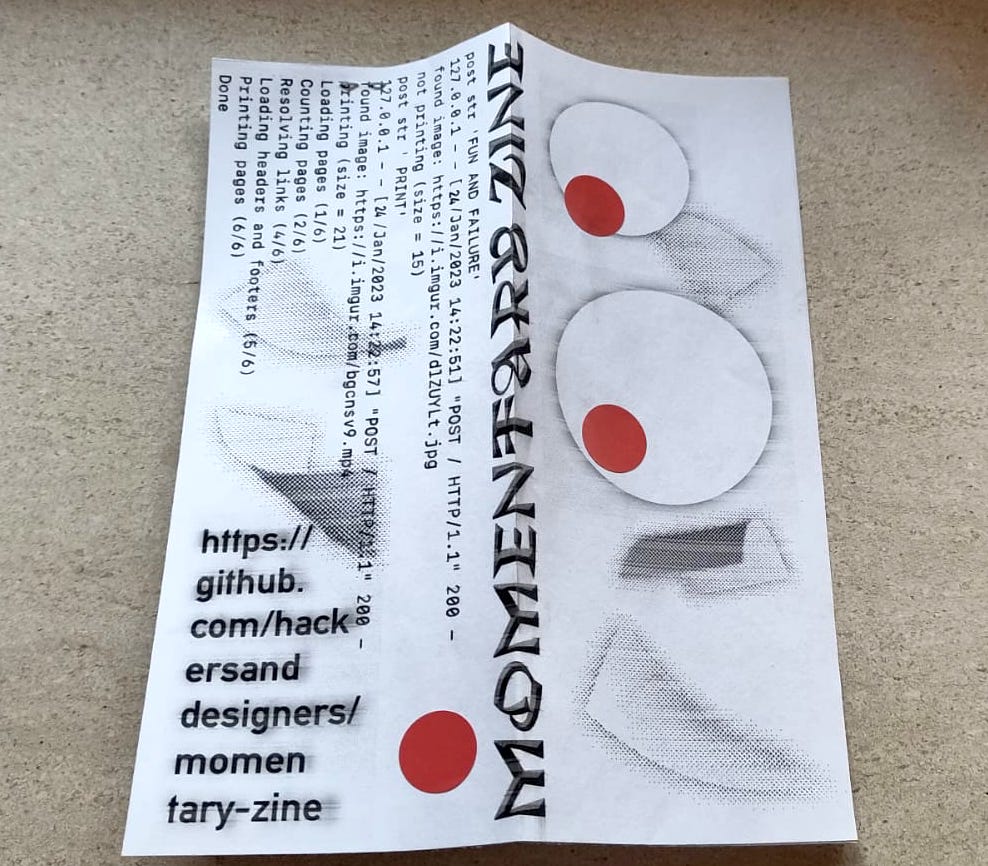 MOMENTARY ZINE
post str 'FUN AND FAILURE'
127.0.0.1 - - [24/Jan/2023 14:22:51] "POST / HTTP/1.1" 200 -
found image: https://i.imgur.com/dlZUYLt.jpg
not printing (size = 15)
post str ' PRINT'
127.0.0.1 - - [24/Jan/2023 14:22:57] "POST / HTTP/1.1" 200 -
found image: https://i.imgur.com/bgcnsv9.mp4
printing (size = 21)
Loading pages (1/6)
Counting pages (2/6)
Resolving links (4/6)
Loading headers and footers (5/6)
Printing pages (6/6)
Done
https://
github.
com/hack
ersand
designers/
momen
tary-zine